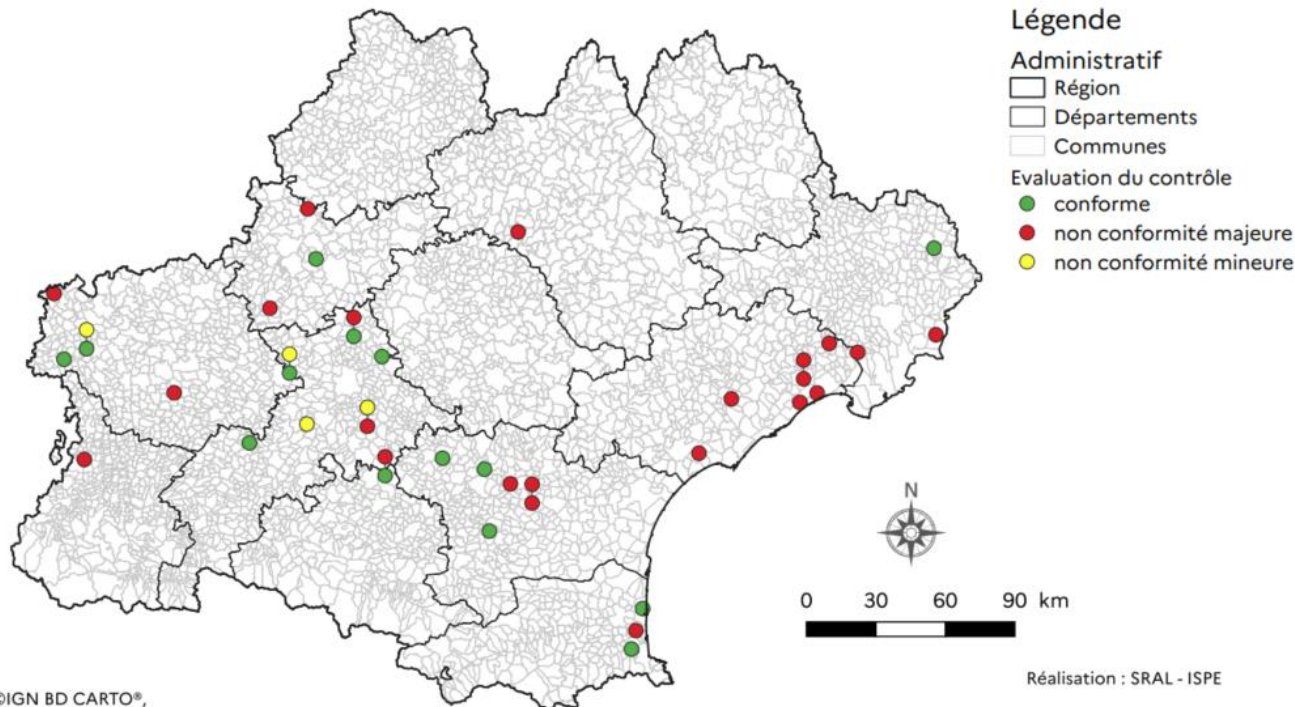 Légende
Administratif
Région
Départements
Communes
Evaluation du contrôle
conforme
non conformité majeure
non conformité mineure
N
0 30 60 90 km
Réalisation : SRAL - ISPE
©IGN BD CARTO®,